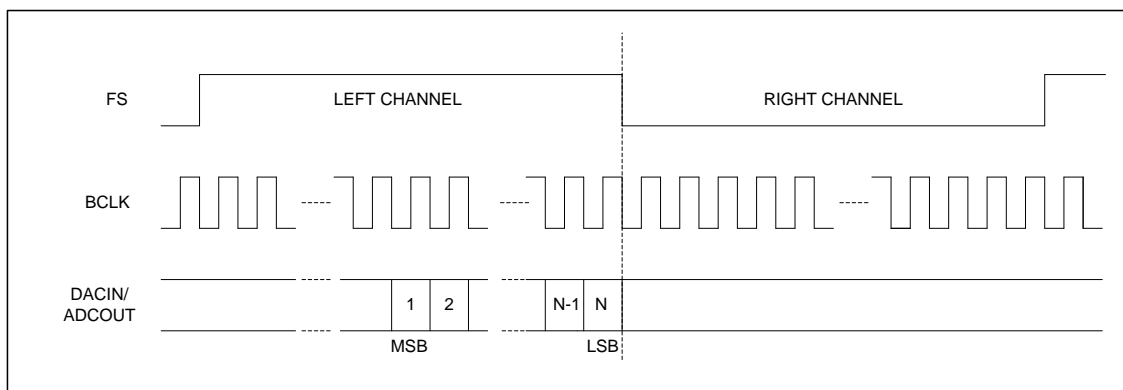 FS
LEFT CHANNEL
RIGHT CHANNEL
BCLK
DACIN/
ADCOUT
1
2
N-1
N
MSB
LSB